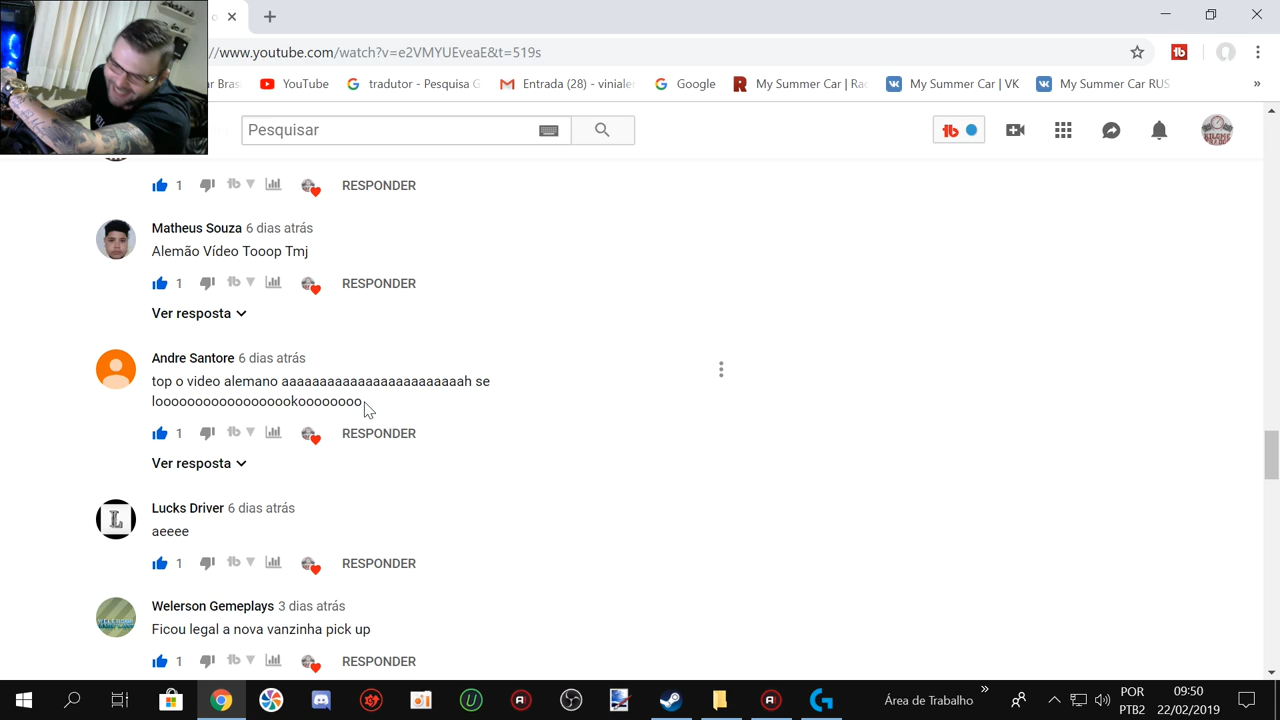 //www.youtube.com/watch?v=e2VMYUEveaE&t=519s
ar Bras
YouTube
tradutor - Pesquisa G
Entrada (28) - vinialer
Google
My Summer Car | Rac
My Summer Car | VK
My Summer Car RUS
»
Pesquisar
1 RESPONDER
Matheus Souza 6 dias atrás
Alemão Vídeo Tooop Tmj
1 RESPONDER
Ver resposta
Andre Santore 6 dias atrás
top o video alemano aaaaaaaaaaaaaaaaaaaaaaaah se
loooooooooooooooookoooooooo
1 RESPONDER
Ver resposta
Lucks Driver 6 dias atrás
aeeee
1 RESPONDER
Welerson Gemeplays 3 dias atrás
Ficou legal a nova vanzinha pick up
1 RESPONDER
Área de Trabalho
»
POR
PTB2
09:50
22/02/2019